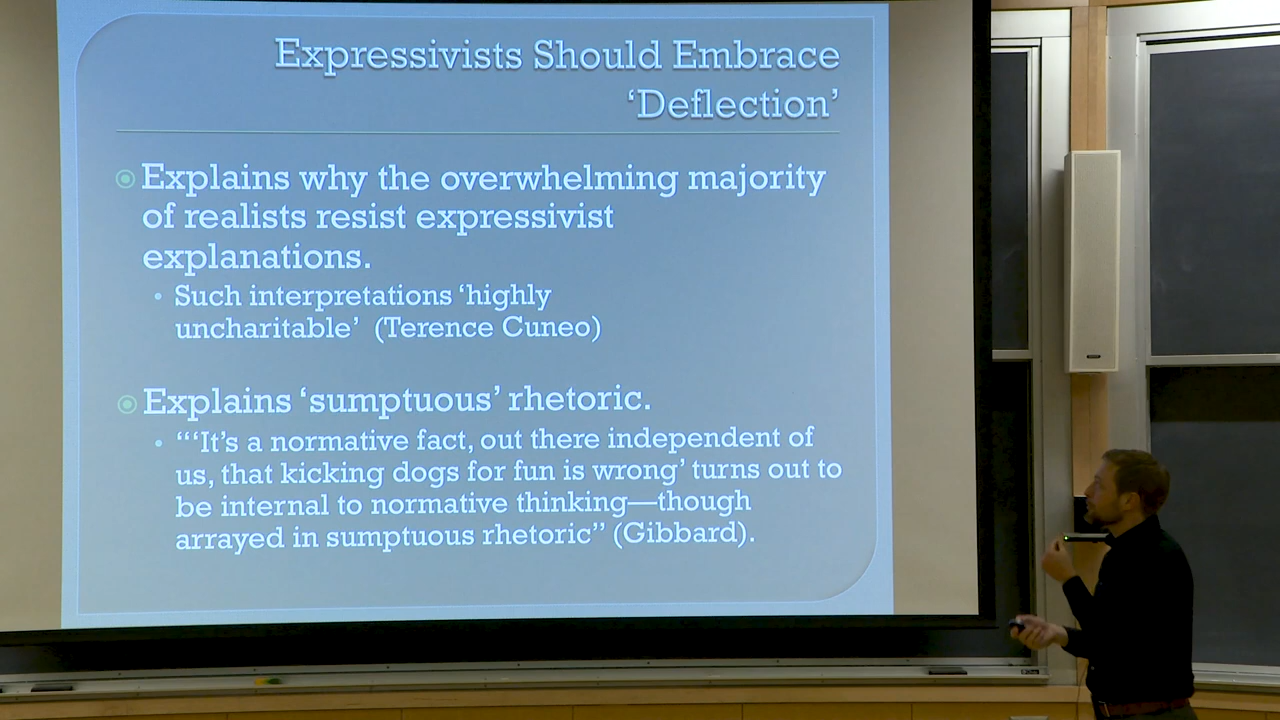 Expressivists Should Embrace
‘Deflection’
Explains why the overwhelming majority
of realists resist expressivist
explanations.
Such interpretations ‘highly
uncharitable’ (Terence Cuneo)
Explains ‘sumptuous’ rhetoric.
“‘It’s a normative fact, out there independent of
us, that kicking dogs for fun is wrong’ turns out to
be internal to normative thinking—though
arrayed in sumptuous rhetoric” (Gibbard).